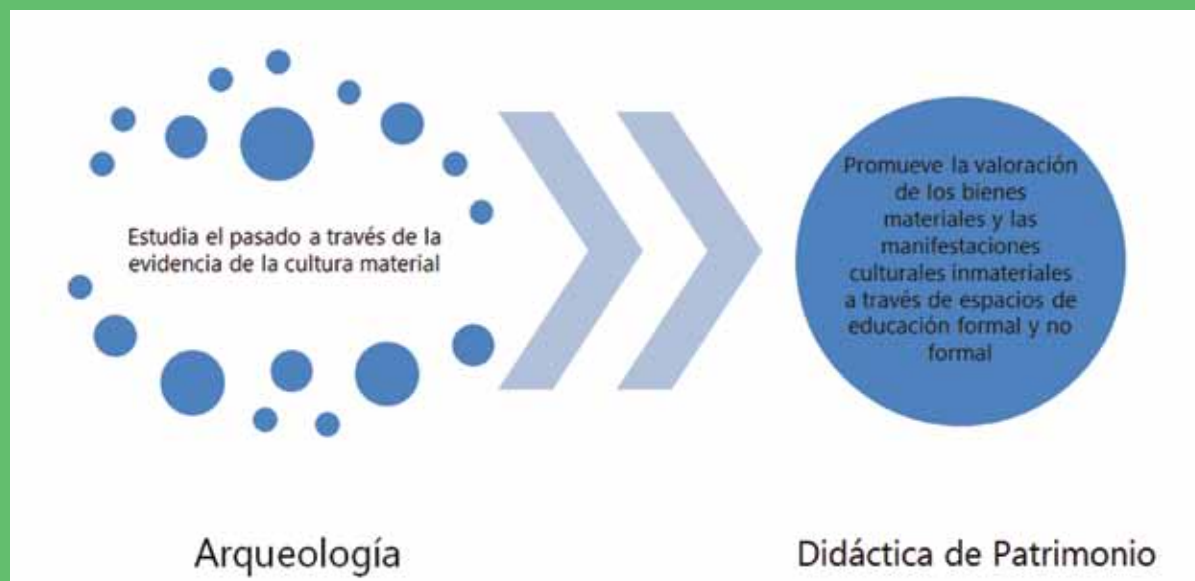 Estudia el pasado a través de la
evidencia de la cultura material
Promueve la valoración
de los bienes
materiales y las
manifestaciones
culturales inmateriales
a través de espacios de
educación formal y no
formal
Arqueología
Didáctica de Patrimonio